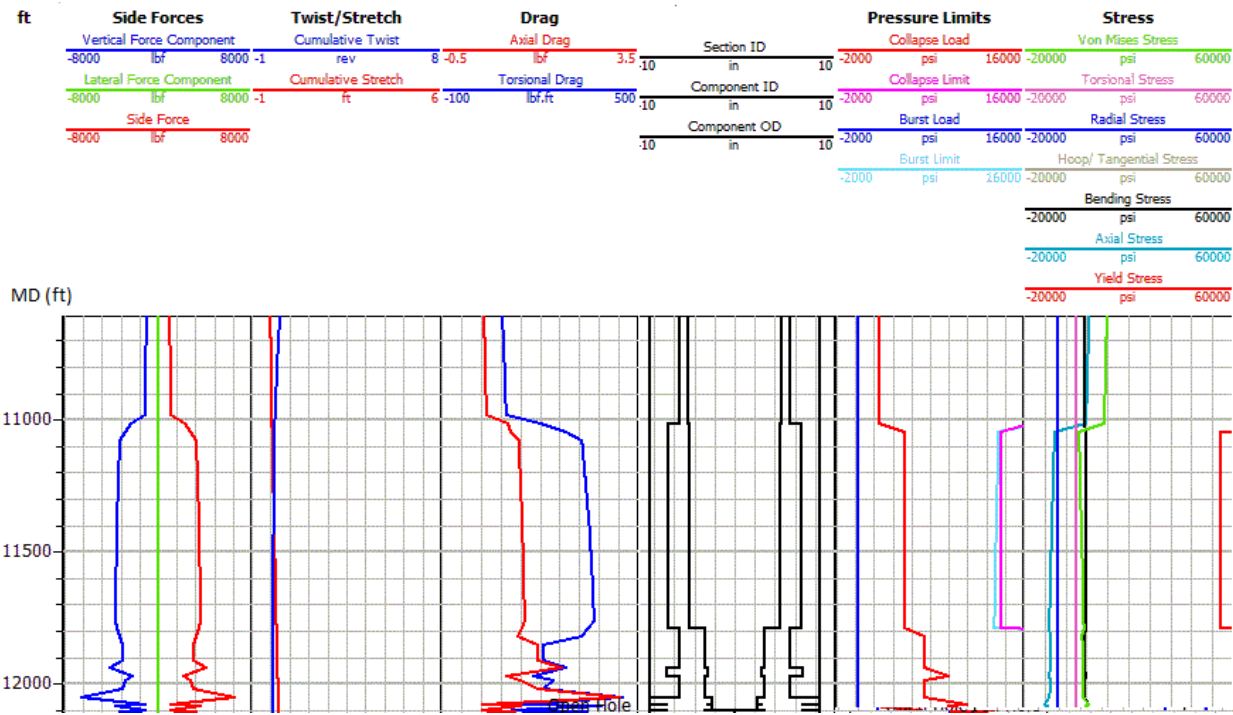 ft Side Forces Twist/Stretch Drag Pressure Limits Stress
Vertical Force Component Cumulative Twist Axial Drag Collapse Load Von Mises Stress
-8000 lbf 8000 -1 rev 8 -0.5 lbf 3.5 Section ID -2000 psi 16000 -20000 psi 60000
-10 in 10
Lateral Force Component Cumulative Stretch Torsional Drag Component ID Collapse Limit Torsional Stress
-8000 lbf 8000 -1 ft 6 -100 lbf.ft 500 -10 in 10 -2000 psi 16000 -20000 psi 60000
Side Force Component OD Burst Load Radial Stress
-8000 lbf 8000 -10 in 10 -2000 psi 16000 -20000 psi 60000
Burst Limit Hoop/ Tangential Stress
-2000 psi 16000 -20000 psi 60000
Bending Stress
-20000 psi 60000
Axial Stress
-20000 psi 60000
Yield Stress
-20000 psi 60000
MD (ft)
11000
11500
12000
Open Hole